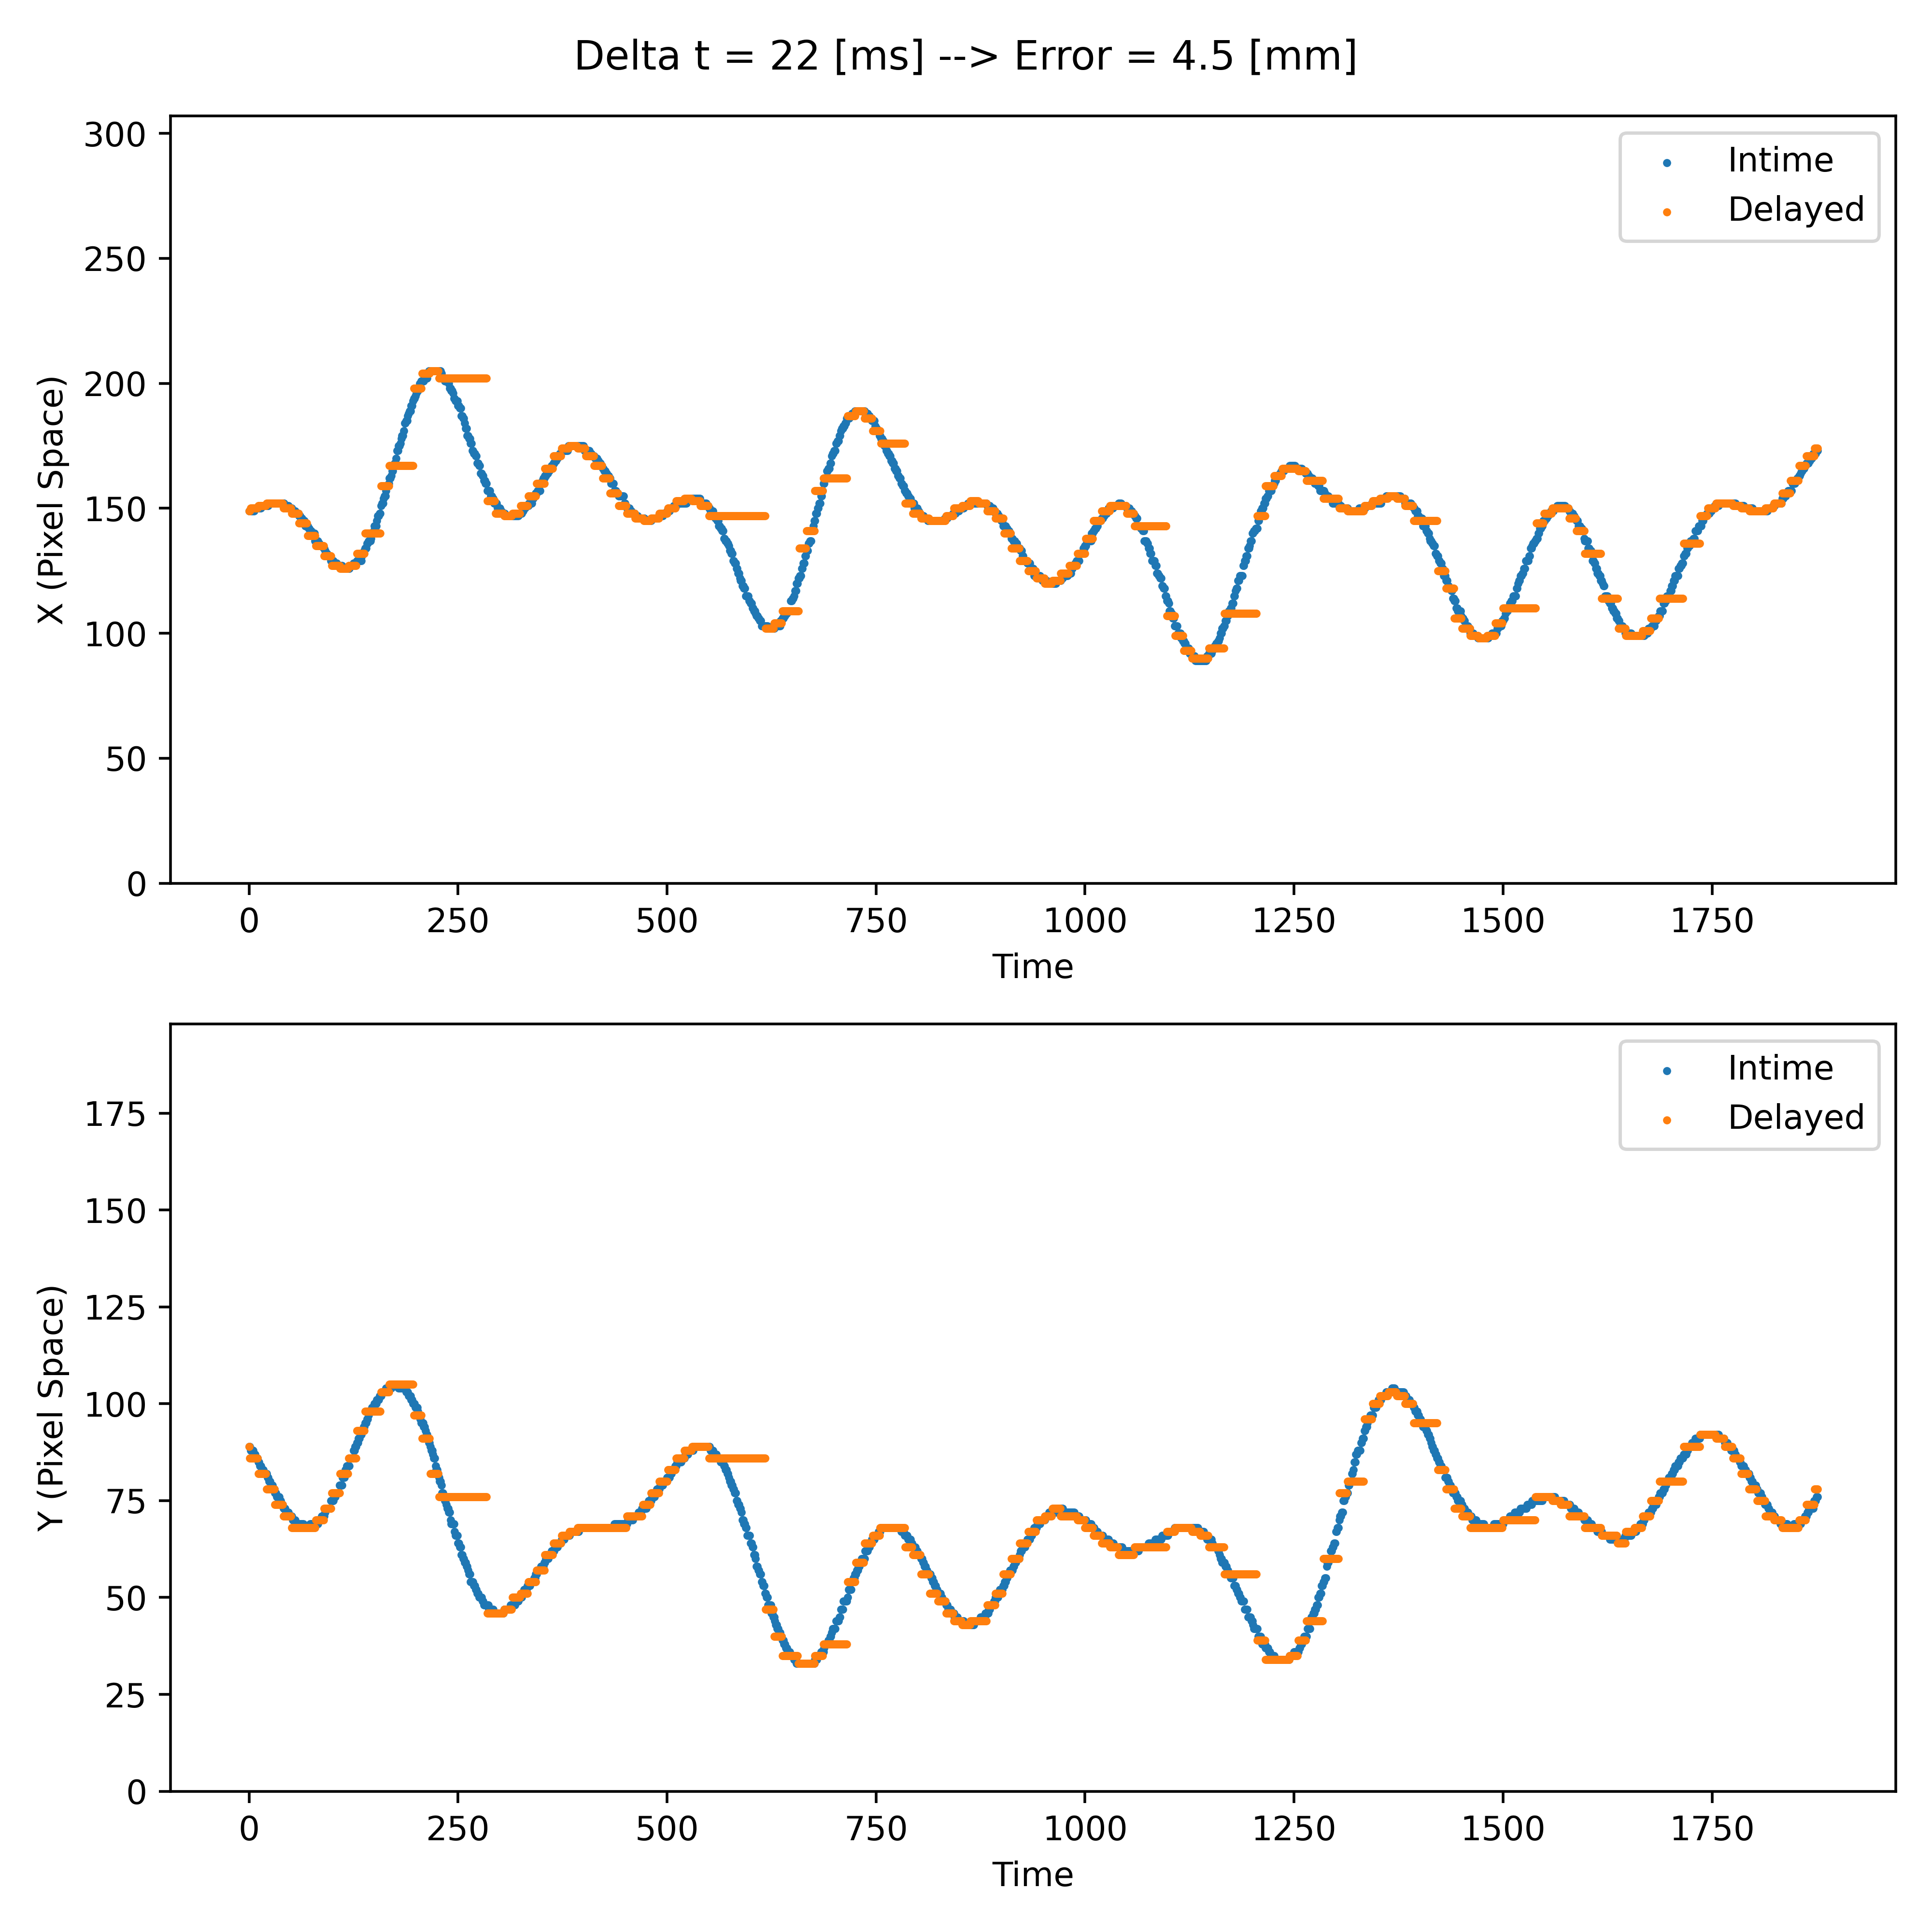 Delta t = 22 [ms] --> Error = 4.5 [mm]
300
250
200
150
100
50
0
X (Pixel Space)
Intime
Delayed
0 250 500 750 1000 1250 1500 1750
Time
175
150
125
100
75
50
25
0
Y (Pixel Space)
Intime
Delayed
0 250 500 750 1000 1250 1500 1750
Time